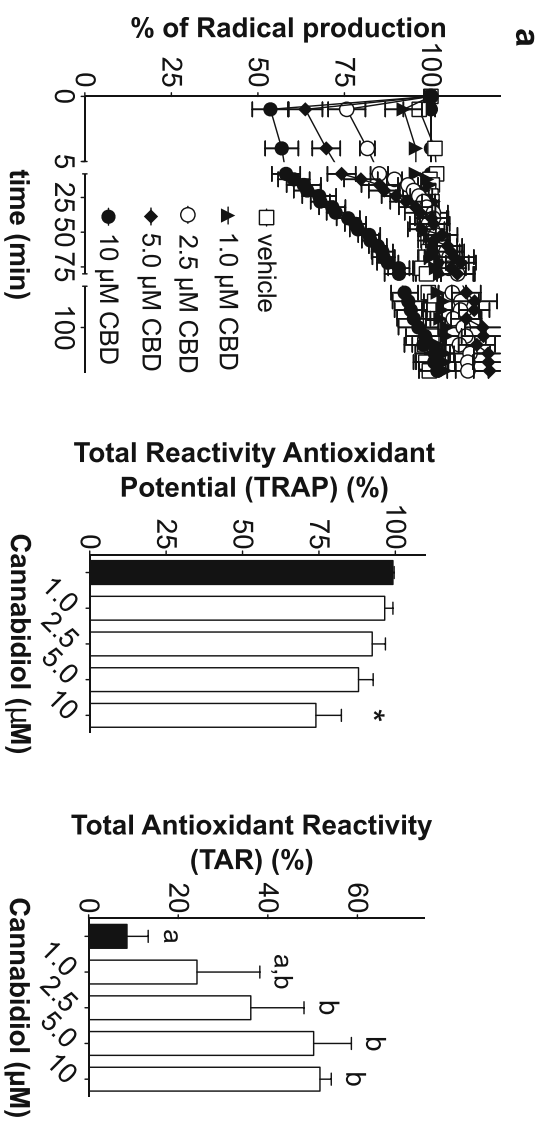 a
% of Radical production
100
75
50
25
0
0 5 25 50 75 100
time (min)
vehicle
1.0 µM CBD
2.5 µM CBD
5.0 µM CBD
10 µM CBD
Total Reactivity Antioxidant
Potential (TRAP) (%)
100
75
50
25
0
*
1.0 2.5 5.0 10
Cannabidiol (µM)
Total Antioxidant Reactivity
(TAR) (%)
60
40
20
0
a a,b b b b
1.0 2.5 5.0 10
Cannabidiol (µM)